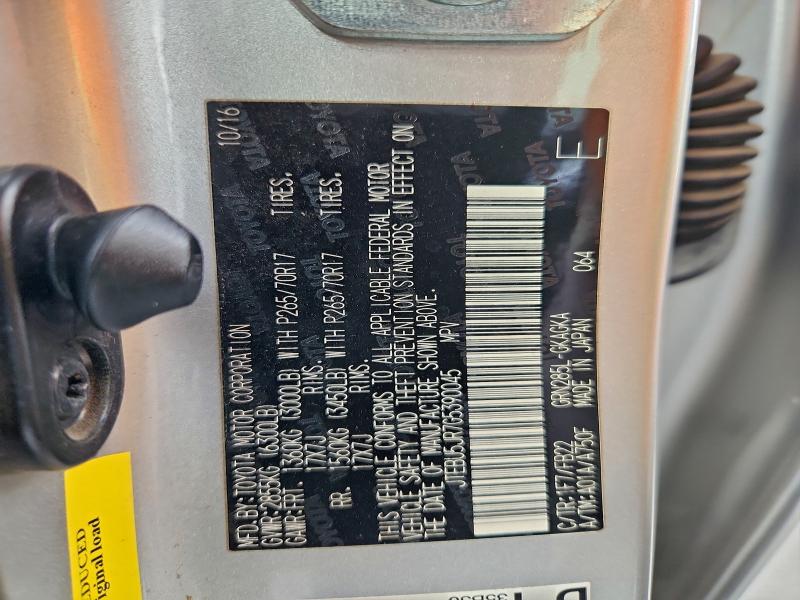 10/16
MFD.BY:TOYOTA MOTOR CORPORATION
GVWR:2855KG (6300LB)
GAWR:FRT. 1360KG (3000LB) WITH P265/70R17 TIRES.
17X7J RIMS.
RR. 1560KG (3450LB) WITH P265/70R17 TIRES.
17X7J RIMS.
THIS VEHICLE CONFORMS TO ALL APPLICABLE FEDERAL MOTOR
VEHICLE SAFETY AND THEFT PREVENTION STANDARDS IN EFFECT ON
THE DATE OF MANUFACTURE SHOWN ABOVE.
JTEBU5JR7H5390045 MPV
C/TR:1F7/FB22 GRN285L-GKAGKA 064 E
A/TM:A01A/A750F MADE IN JAPAN